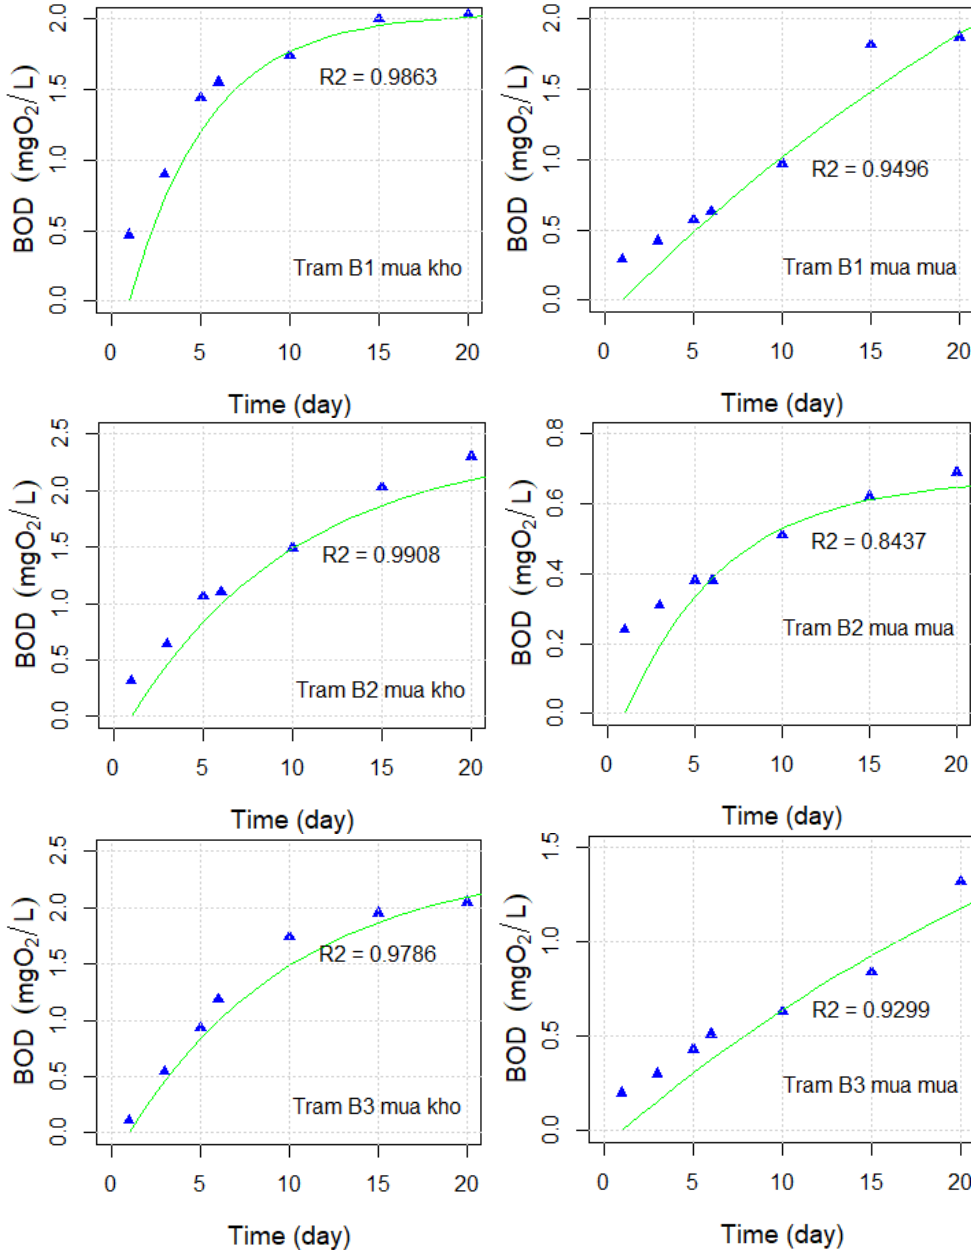 BOD (mgO2/L)
0.0 0.5 1.0 1.5 2.0
R2 = 0.9863
Tram B1 mua kho
0 5 10 15 20
Time (day)
BOD (mgO2/L)
0.0 0.5 1.0 1.5 2.0
R2 = 0.9496
Tram B1 mua mua
0 5 10 15 20
Time (day)
BOD (mgO2/L)
0.0 0.5 1.0 1.5 2.0 2.5
R2 = 0.9908
Tram B2 mua kho
0 5 10 15 20
Time (day)
BOD (mgO2/L)
0.0 0.2 0.4 0.6 0.8
R2 = 0.8437
Tram B2 mua mua
0 5 10 15 20
Time (day)
BOD (mgO2/L)
0.0 0.5 1.0 1.5 2.0 2.5
R2 = 0.9786
Tram B3 mua kho
0 5 10 15 20
Time (day)
BOD (mgO2/L)
0.0 0.5 1.0 1.5
R2 = 0.9299
Tram B3 mua mua
0 5 10 15 20
Time (day)